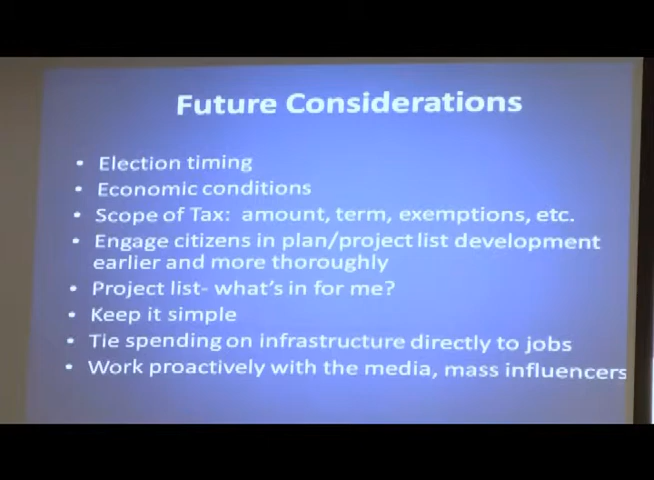 Future Considerations
• Election timing
• Economic conditions
• Scope of Tax: amount, term, exemptions, etc.
• Engage citizens in plan/project list development
earlier and more thoroughly
• Project list- what's in for me?
• Keep it simple
• Tie spending on infrastructure directly to jobs
• Work proactively with the media, mass influencers